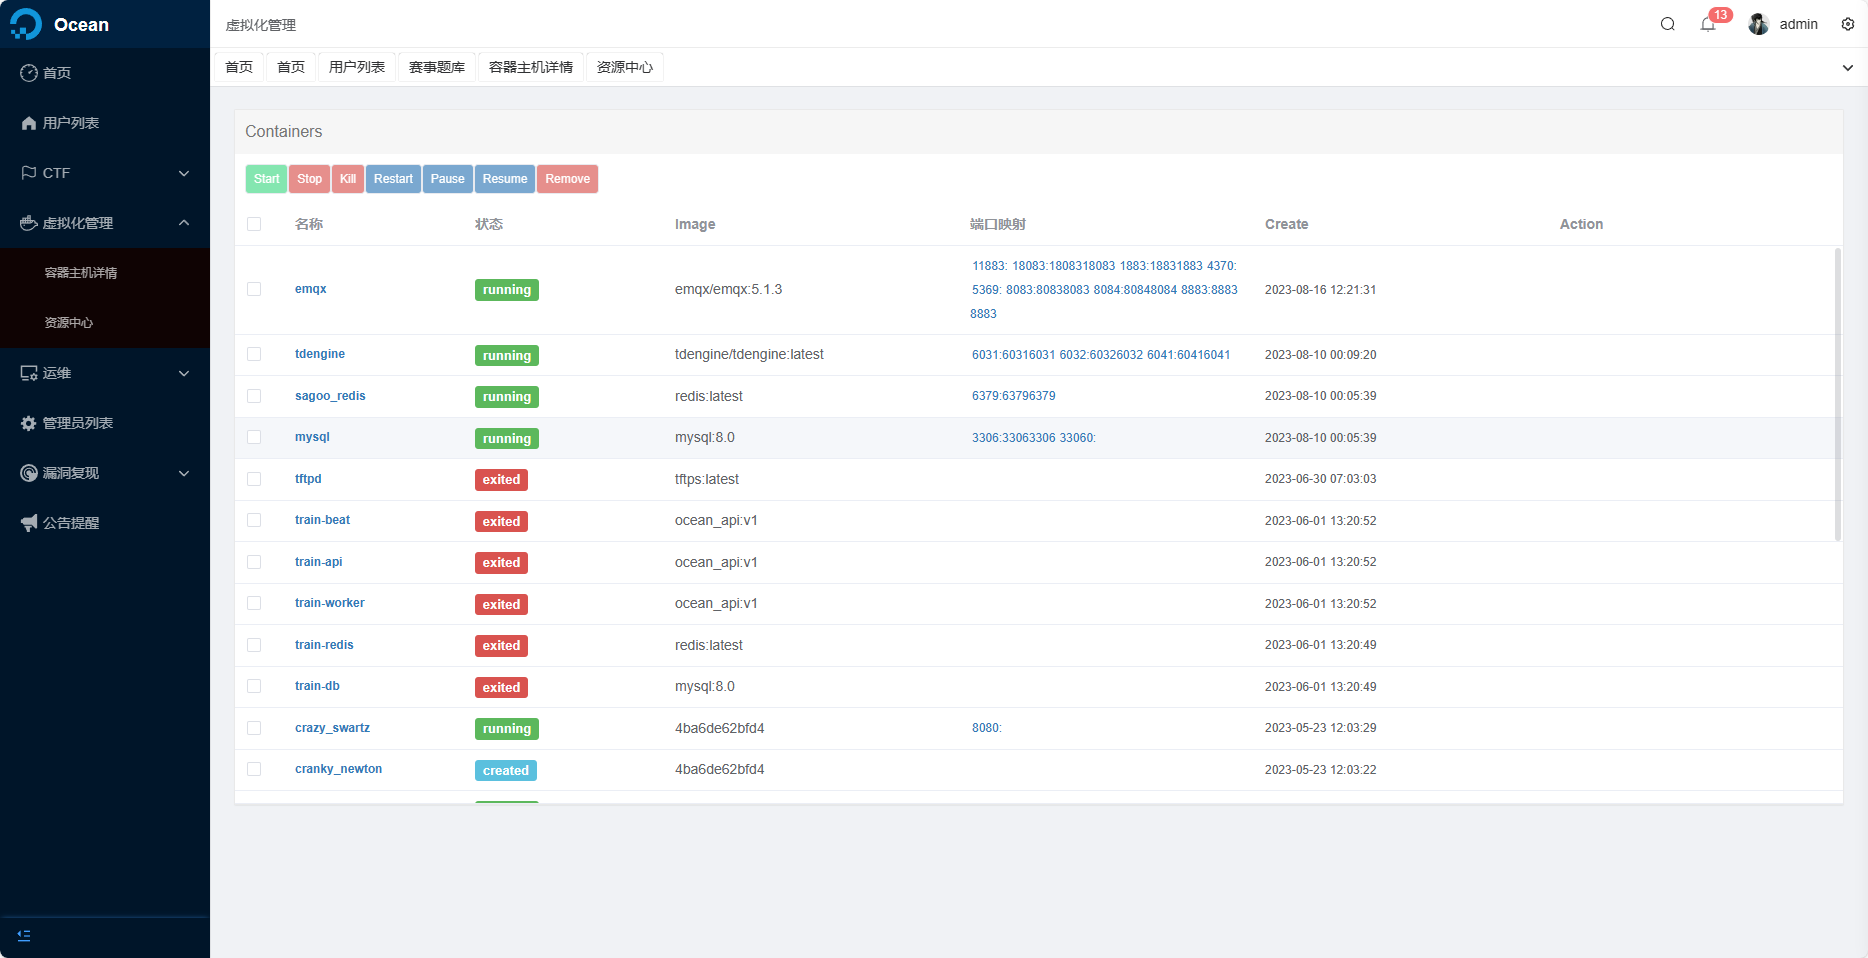 Ocean
虚拟化管理
13
admin
首页 首页 用户列表 赛事题库 容器主机详情 资源中心
首页
用户列表
CTF
虚拟化管理
容器主机详情
资源中心
运维
管理员列表
漏洞复现
公告提醒
Containers
Start Stop Kill Restart Pause Resume Remove
名称 状态 Image 端口映射 Create Action
11883: 18083:1808318083 1883:18831883 4370:
emqx running emqx/emqx:5.1.3 5369: 8083:80838083 8084:80848084 8883:8883 2023-08-16 12:21:31
8883
tdengine running tdengine/tdengine:latest 6031:60316031 6032:60326032 6041:60416041 2023-08-10 00:09:20
sagoo_redis running redis:latest 6379:63796379 2023-08-10 00:05:39
mysql running mysql:8.0 3306:33063306 33060: 2023-08-10 00:05:39
tftpd exited tftps:latest 2023-06-30 07:03:03
train-beat exited ocean_api:v1 2023-06-01 13:20:52
train-api exited ocean_api:v1 2023-06-01 13:20:52
train-worker exited ocean_api:v1 2023-06-01 13:20:52
train-redis exited redis:latest 2023-06-01 13:20:49
train-db exited mysql:8.0 2023-06-01 13:20:49
crazy_swartz running 4ba6de62bfd4 8080: 2023-05-23 12:03:29
cranky_newton created 4ba6de62bfd4 2023-05-23 12:03:22